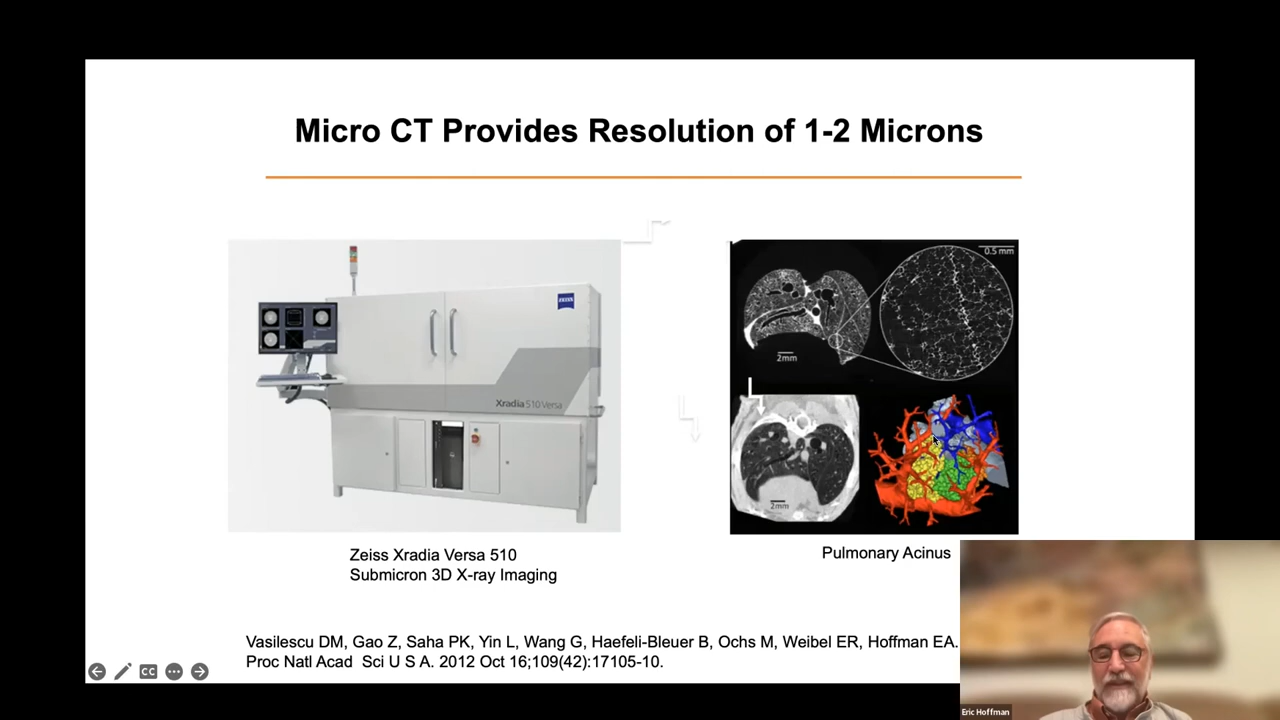 Micro CT Provides Resolution of 1-2 Microns
0.5 mm
2mm
2mm
ZEISS
Xradia 510 Versa
Zeiss Xradia Versa 510
Submicron 3D X-ray Imaging
Pulmonary Acinus
Vasilescu DM, Gao Z, Saha PK, Yin L, Wang G, Haefeli-Bleuer B, Ochs M, Weibel ER, Hoffman EA.
Proc Natl Acad Sci U S A. 2012 Oct 16;109(42):17105-10.
CC
Eric Hoffman